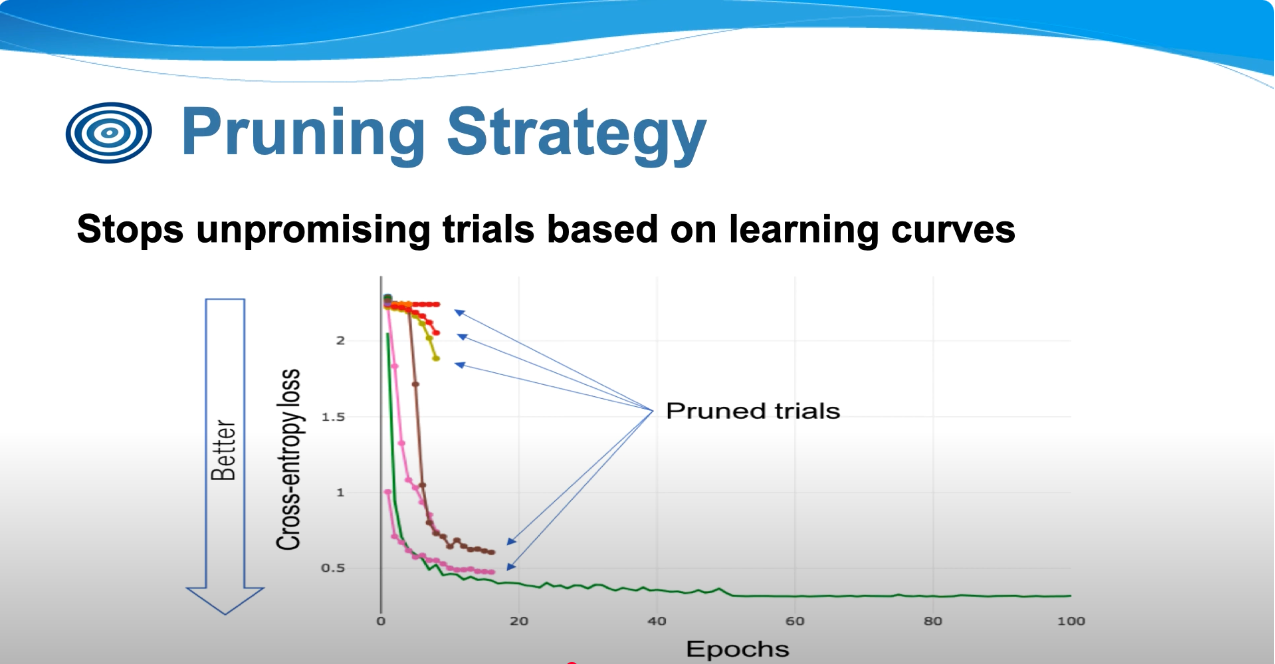 Pruning Strategy
Stops unpromising trials based on learning curves
Better
Cross-entropy loss
2
1.5
1
0.5
Pruned trials
0
20
40
60
80
100
Epochs